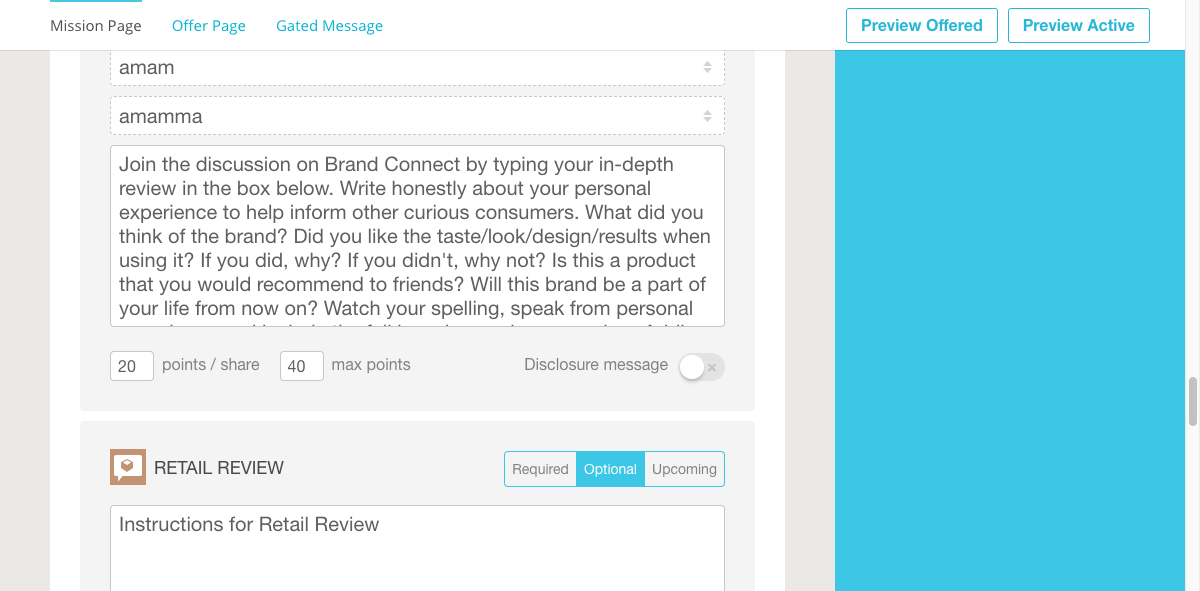 Mission Page Offer Page Gated Message Preview Offered Preview Active
amam
amamma
Join the discussion on Brand Connect by typing your in-depth
review in the box below. Write honestly about your personal
experience to help inform other curious consumers. What did you
think of the brand? Did you like the taste/look/design/results when
using it? If you did, why? If you didn't, why not? Is this a product
that you would recommend to friends? Will this brand be a part of
your life from now on? Watch your spelling, speak from personal
20 points / share 40 max points Disclosure message
RETAIL REVIEW Required Optional Upcoming
Instructions for Retail Review